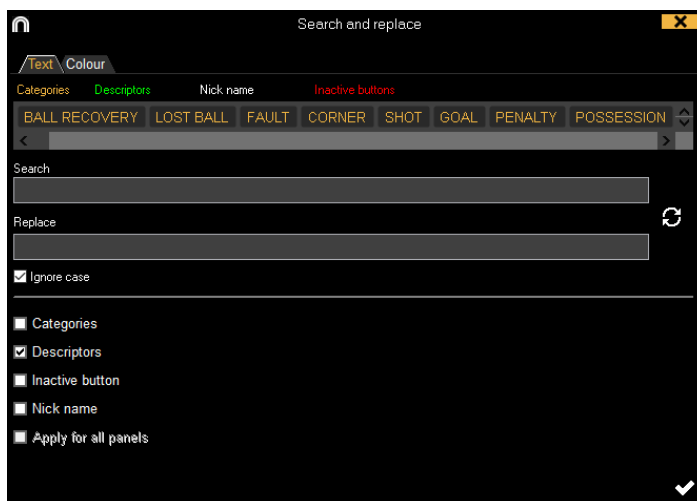 Search and replace
Text Colour
Categories Descriptors Nick name Inactive buttons
BALL RECOVERY LOST BALL FAULT CORNER SHOT GOAL PENALTY POSSESSION
Search
Replace
Ignore case
Categories
Descriptors
Inactive button
Nick name
Apply for all panels